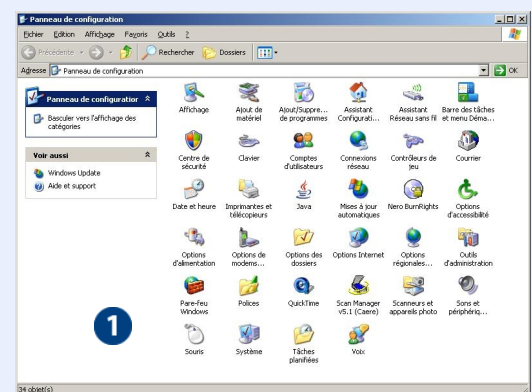 Panneau de configuration
Fichier Edition Affichage Favoris Outils ?
Précédente Rechercher Dossiers
Adresse Panneau de configuration OK
Panneau de configuration
Basculer vers l'affichage des
catégories
Voir aussi
Windows Update
Aide et support
Affichage
Ajout de
matériel
Ajout/Suppre...
de programmes
Assistant
Configurati...
Assistant
Réseau sans fil
Barre des tâches
et menu Déma...
Centre de
sécurité
Clavier
Comptes
d'utilisateurs
Connexions
réseau
Contrôleurs de
jeu
Courrier
Date et heure
Imprimantes et
télécopieurs
Java
Mises à jour
automatiques
Nero BurnRights
Options
d'accessibilité
Options
d'alimentation
Options de
modems...
Options des
dossiers
Options Internet
Options
régionales...
Outils
d'administration
Pare-feu
Windows
Polices
QuickTime
Scan Manager
v5.1 (Caere)
Scanneurs et
appareils photo
Sons et
périphériq...
Souris
Système
Tâches
planifiées
Voix
1
34 objet(s)